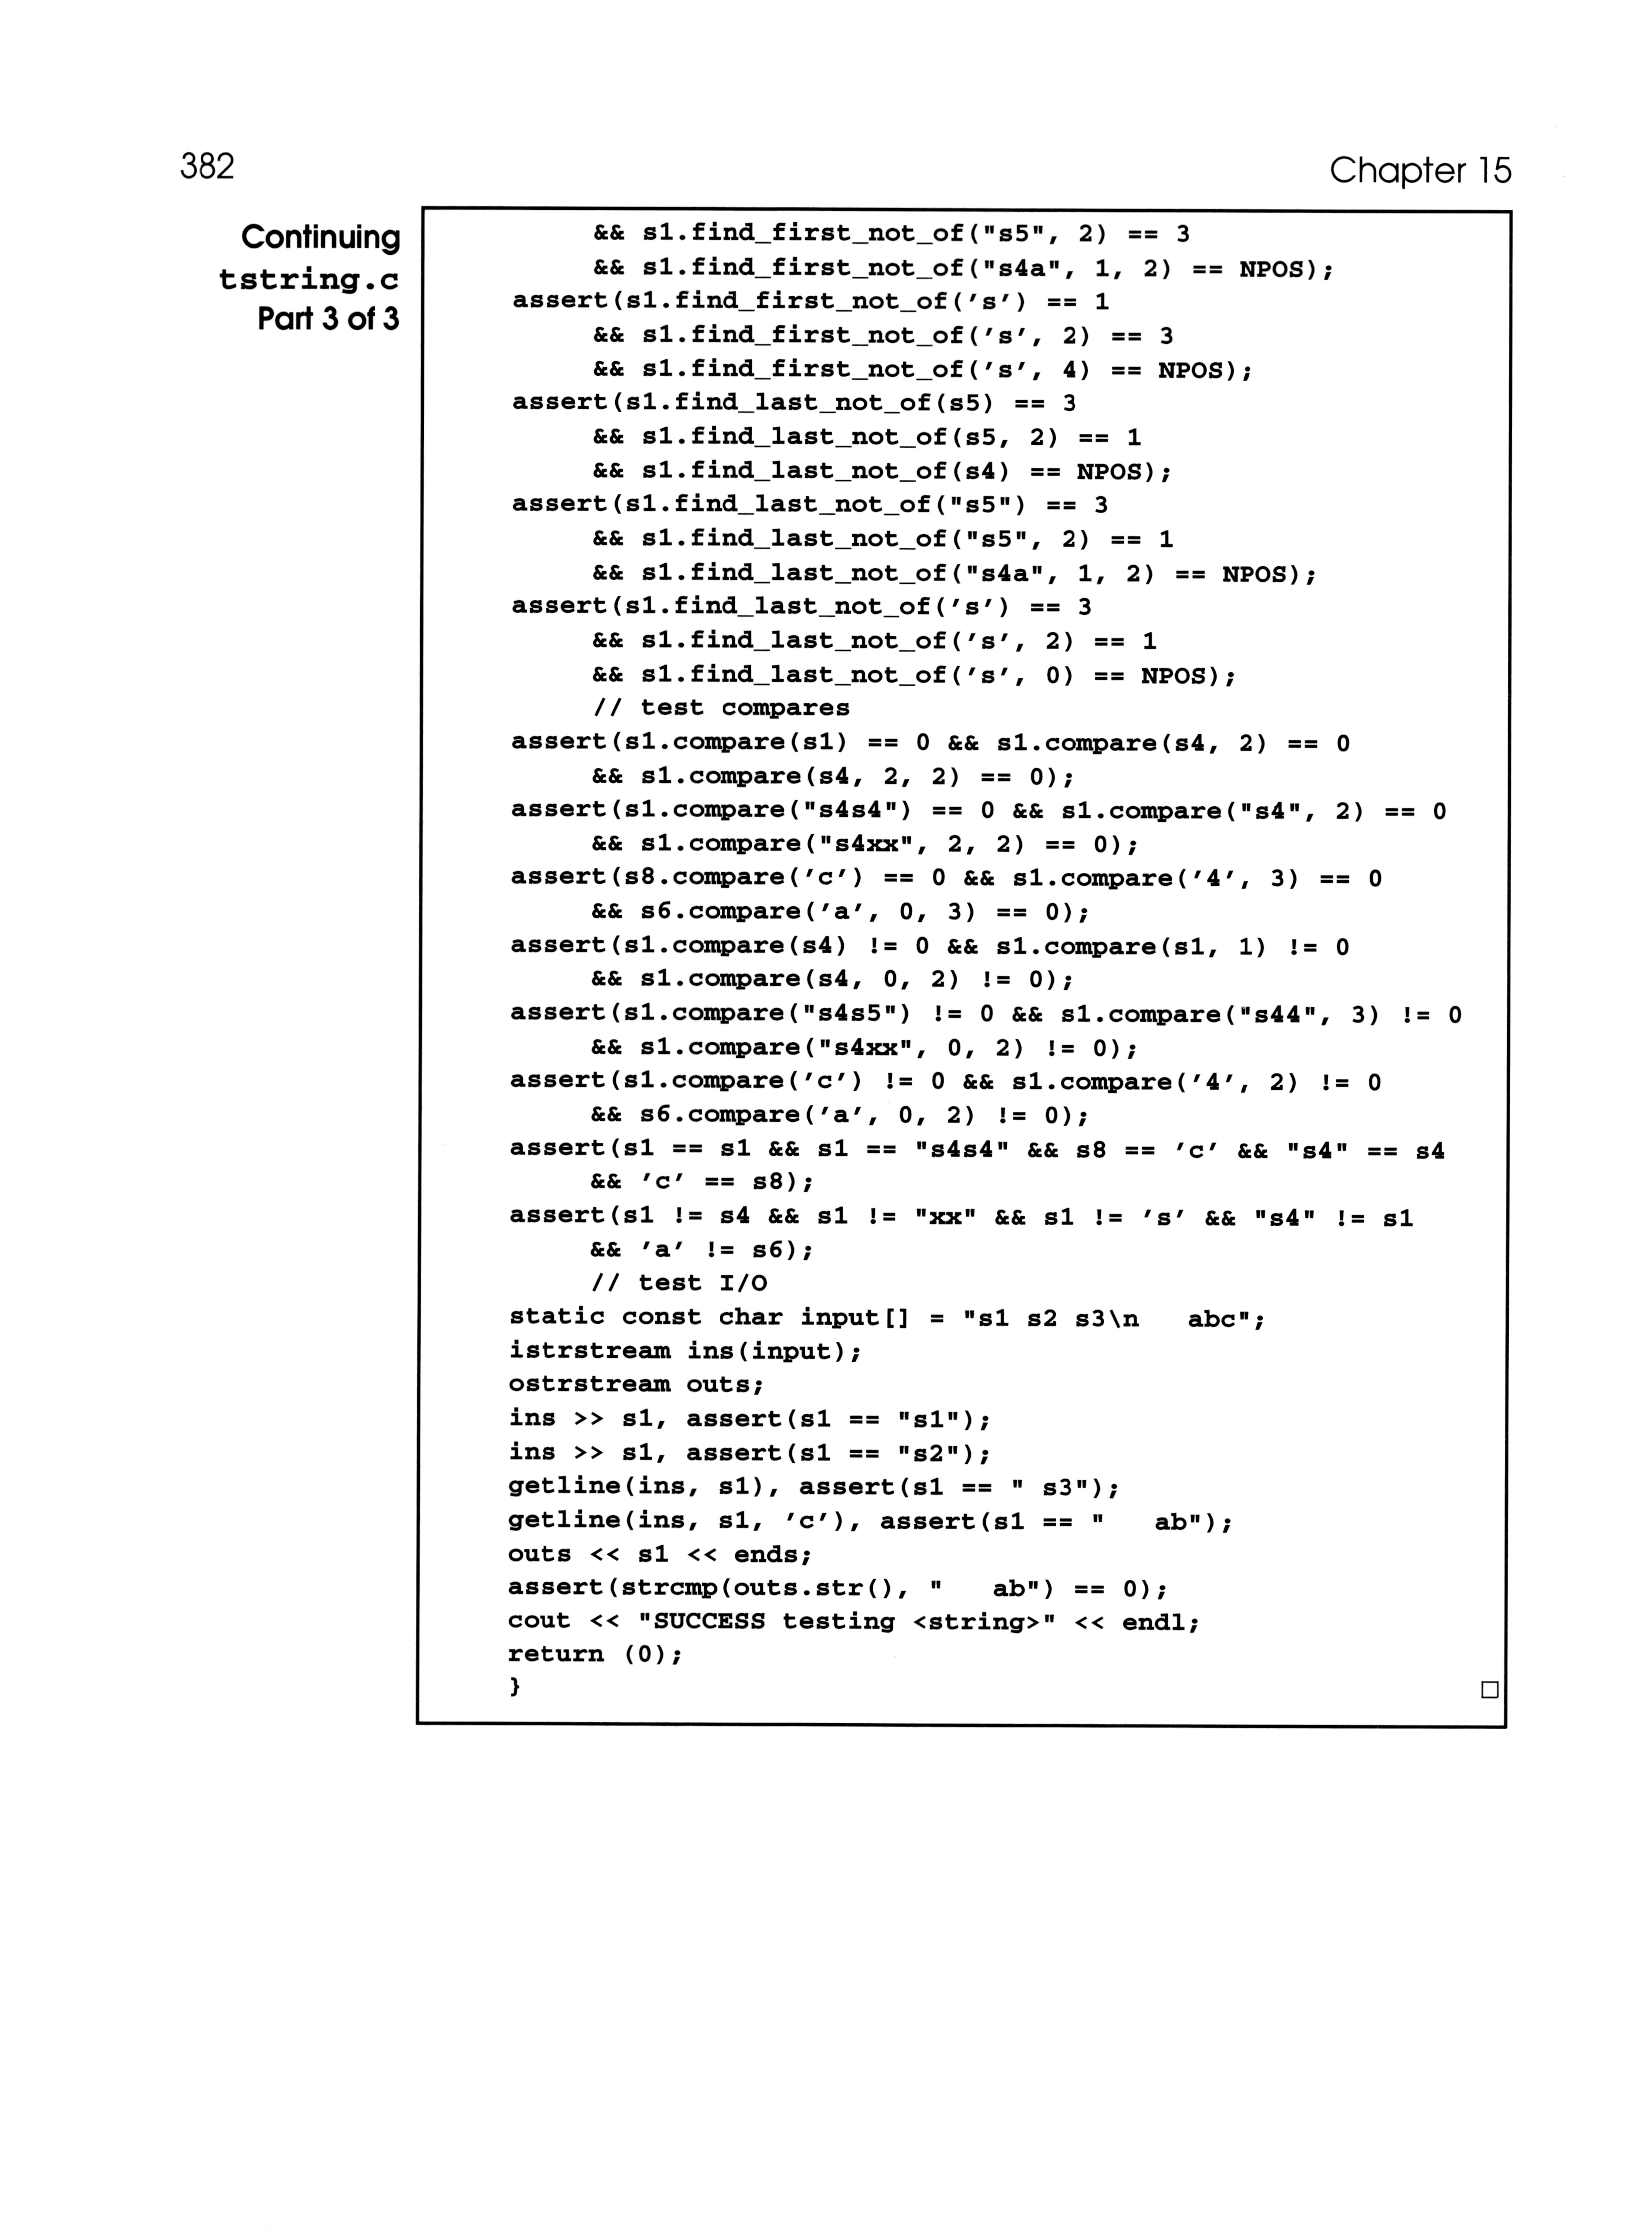 382
Chapter 15
Continuing
tstring.c
Part 3 of 3
&& s1.find_first_not_of("s5", 2) == 3
&& s1.find_first_not_of("s4a", 1, 2) == NPOS);
assert(s1.find_first_not_of('s') == 1
&& s1.find_first_not_of('s', 2) == 3
&& s1.find_first_not_of('s', 4) == NPOS);
assert(s1.find_last_not_of(s5) == 3
&& s1.find_last_not_of(s5, 2) == 1
&& s1.find_last_not_of(s4) == NPOS);
assert(s1.find_last_not_of("s5") == 3
&& s1.find_last_not_of("s5", 2) == 1
&& s1.find_last_not_of("s4a", 1, 2) == NPOS);
assert(s1.find_last_not_of('s') == 3
&& s1.find_last_not_of('s', 2) == 1
&& s1.find_last_not_of('s', 0) == NPOS);
// test compares
assert(s1.compare(s1) == 0 && s1.compare(s4, 2) == 0
&& s1.compare(s4, 2, 2) == 0);
assert(s1.compare("s4s4") == 0 && s1.compare("s4", 2) == 0
&& s1.compare("s4xx", 2, 2) == 0);
assert(s8.compare('c') == 0 && s1.compare('4', 3) == 0
&& s6.compare('a', 0, 3) == 0);
assert(s1.compare(s4) != 0 && s1.compare(s1, 1) != 0
&& s1.compare(s4, 0, 2) != 0);
assert(s1.compare("s4s5") != 0 && s1.compare("s44", 3) != 0
&& s1.compare("s4xx", 0, 2) != 0);
assert(s1.compare('c') != 0 && s1.compare('4', 2) != 0
&& s6.compare('a', 0, 2) != 0);
assert(s1 == s1 && s1 == "s4s4" && s8 == 'c' && "s4" == s4
&& 'c' == s8);
assert(s1 != s4 && s1 != "xx" && s1 != 's' && "s4" != s1
&& 'a' != s6);
// test I/O
static const char input[] = "s1 s2 s3\n   abc";
istrstream ins(input);
ostrstream outs;
ins >> s1, assert(s1 == "s1");
ins >> s1, assert(s1 == "s2");
getline(ins, s1), assert(s1 == " s3");
getline(ins, s1, 'c'), assert(s1 == "   ab");
outs << s1 << ends;
assert(strcmp(outs.str(), "   ab") == 0);
cout << "SUCCESS testing <string>" << endl;
return (0);
}
□